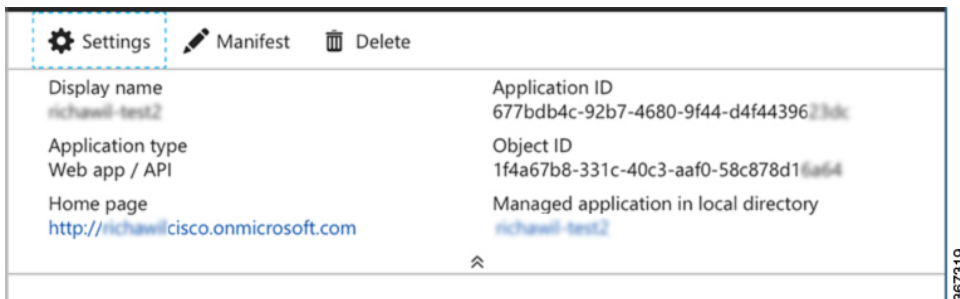 Settings Manifest Delete
Display name
Application ID
677bdb4c-92b7-4680-9f44-d4f44396
Application type
Web app / API
Object ID
1f4a67b8-331c-40c3-aaf0-58c878d1
Home page
http://cisco.onmicrosoft.com
Managed application in local directory
367319